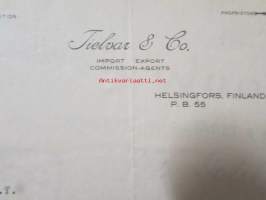 Tielvar & Co.
IMPORT EXPORT
COMMISSION-AGENTS
Antikvariaatti.net
HELSINGFORS, FINLAND
P. B. 55